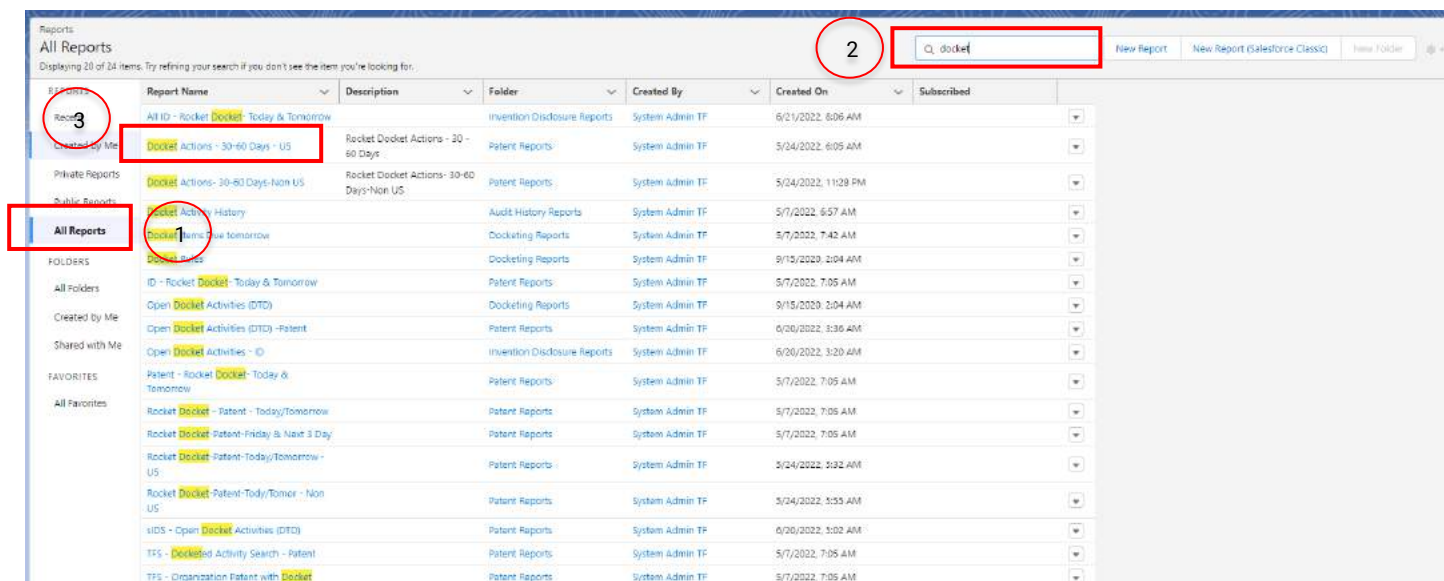 Reports
All Reports
Displaying 20 of 24 items. Try refining your search if you don't see the item you're looking for.
2
docket
New Report
New Report (Salesforce Classic)
New Folder
REPORTS
Report Name
Description
Folder
Created By
Created On
Subscribed
3
All ID - Rocket Docket- Today & Tomorrow
Invention Disclosure Reports
System Admin TF
6/21/2022, 6:06 AM
Created by Me
Docket Actions - 30-60 Days - US
Rocket Docket Actions - 30 -
60 Days
Patent Reports
System Admin TF
5/24/2022, 6:05 AM
Private Reports
Docket Actions- 30-60 Days-Non US
Rocket Docket Actions- 30-60
Days-Non US
Patent Reports
System Admin TF
5/24/2022, 11:29 PM
Public Reports
Docket Activity History
Audit History Reports
System Admin TF
5/7/2022, 6:57 AM
All Reports
1
Docket Items Due tomorrow
Docketing Reports
System Admin TF
5/7/2022, 7:42 AM
FOLDERS
Docket Rules
Docketing Reports
System Admin TF
9/15/2020, 2:04 AM
All Folders
ID - Rocket Docket- Today & Tomorrow
Patent Reports
System Admin TF
5/7/2022, 7:05 AM
Open Docket Activities (DTD)
Docketing Reports
System Admin TF
9/15/2020, 2:04 AM
Created by Me
Open Docket Activities (DTD) -Patent
Patent Reports
System Admin TF
6/20/2022, 3:36 AM
Shared with Me
Open Docket Activities - ID
Invention Disclosure Reports
System Admin TF
6/20/2022, 3:20 AM
FAVORITES
Patent - Rocket Docket- Today &
Tomorrow
Patent Reports
System Admin TF
5/7/2022, 7:05 AM
All Favorites
Rocket Docket - Patent - Today/Tomorrow
Patent Reports
System Admin TF
5/7/2022, 7:05 AM
Rocket Docket-Patent-Friday & Next 3 Day
Patent Reports
System Admin TF
5/7/2022, 7:05 AM
Rocket Docket-Patent-Today/Tomorrow -
US
Patent Reports
System Admin TF
5/24/2022, 5:32 AM
Rocket Docket-Patent-Tody/Tomor - Non
US
Patent Reports
System Admin TF
5/24/2022, 5:55 AM
sIDS - Open Docket Activities (DTD)
Patent Reports
System Admin TF
6/20/2022, 3:02 AM
TFS - Docketed Activity Search - Patent
Patent Reports
System Admin TF
5/7/2022, 7:05 AM
TFS - Organization Patent with Docket
Patent Reports
System Admin TF
5/7/2022, 7:05 AM